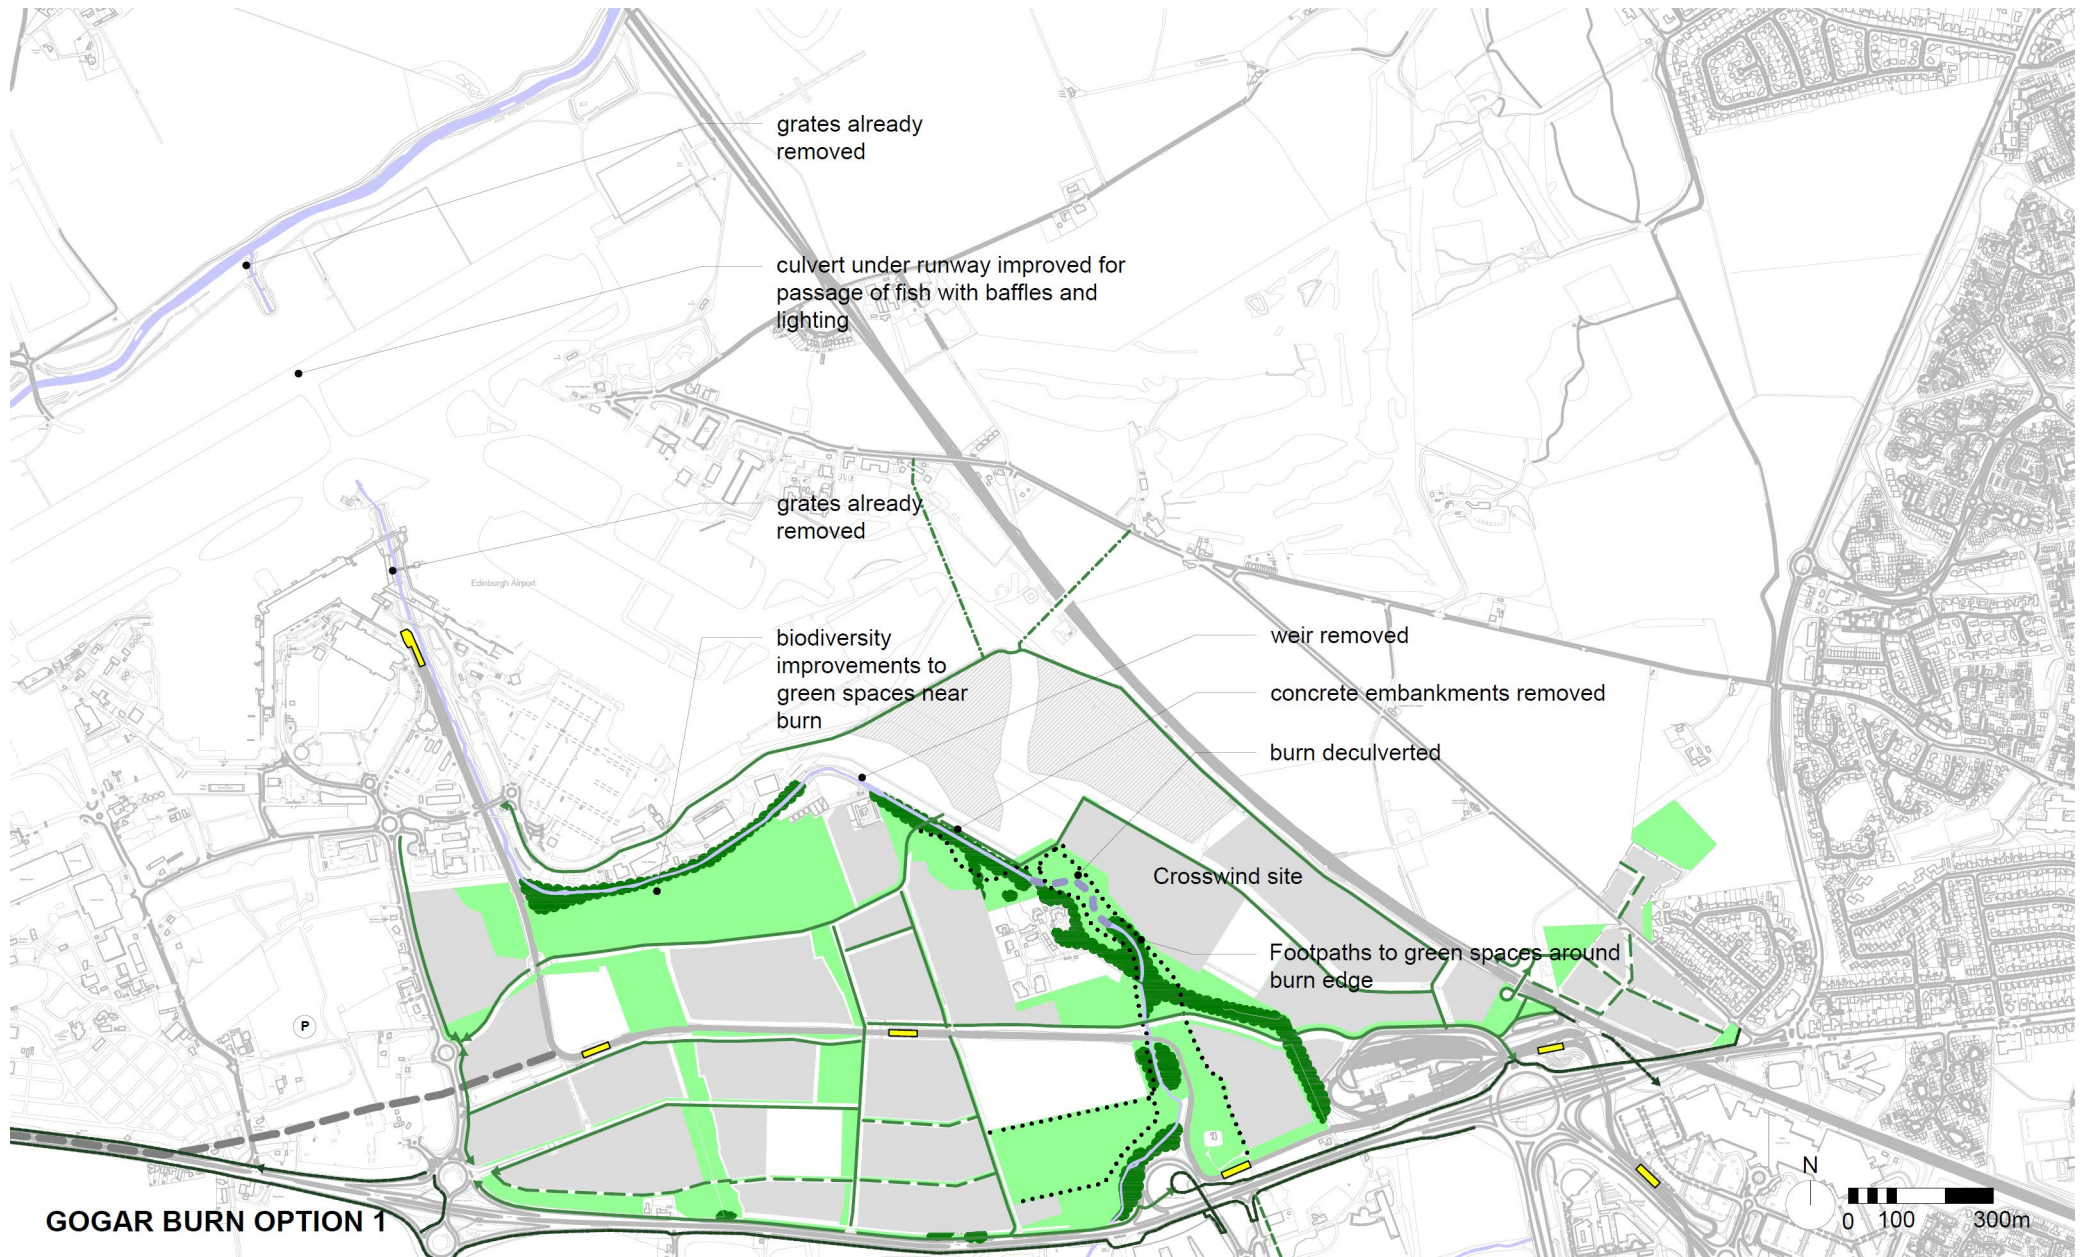 grates already
removed
culvert under runway improved for
passage of fish with baffles and
lighting
grates already
removed
Edinburgh Airport
biodiversity
improvements to
green spaces near
burn
weir removed
concrete embankments removed
burn deculverted
Crosswind site
Footpaths to green spaces around
burn edge
P
N
0 100 300m
GOGAR BURN OPTION 1